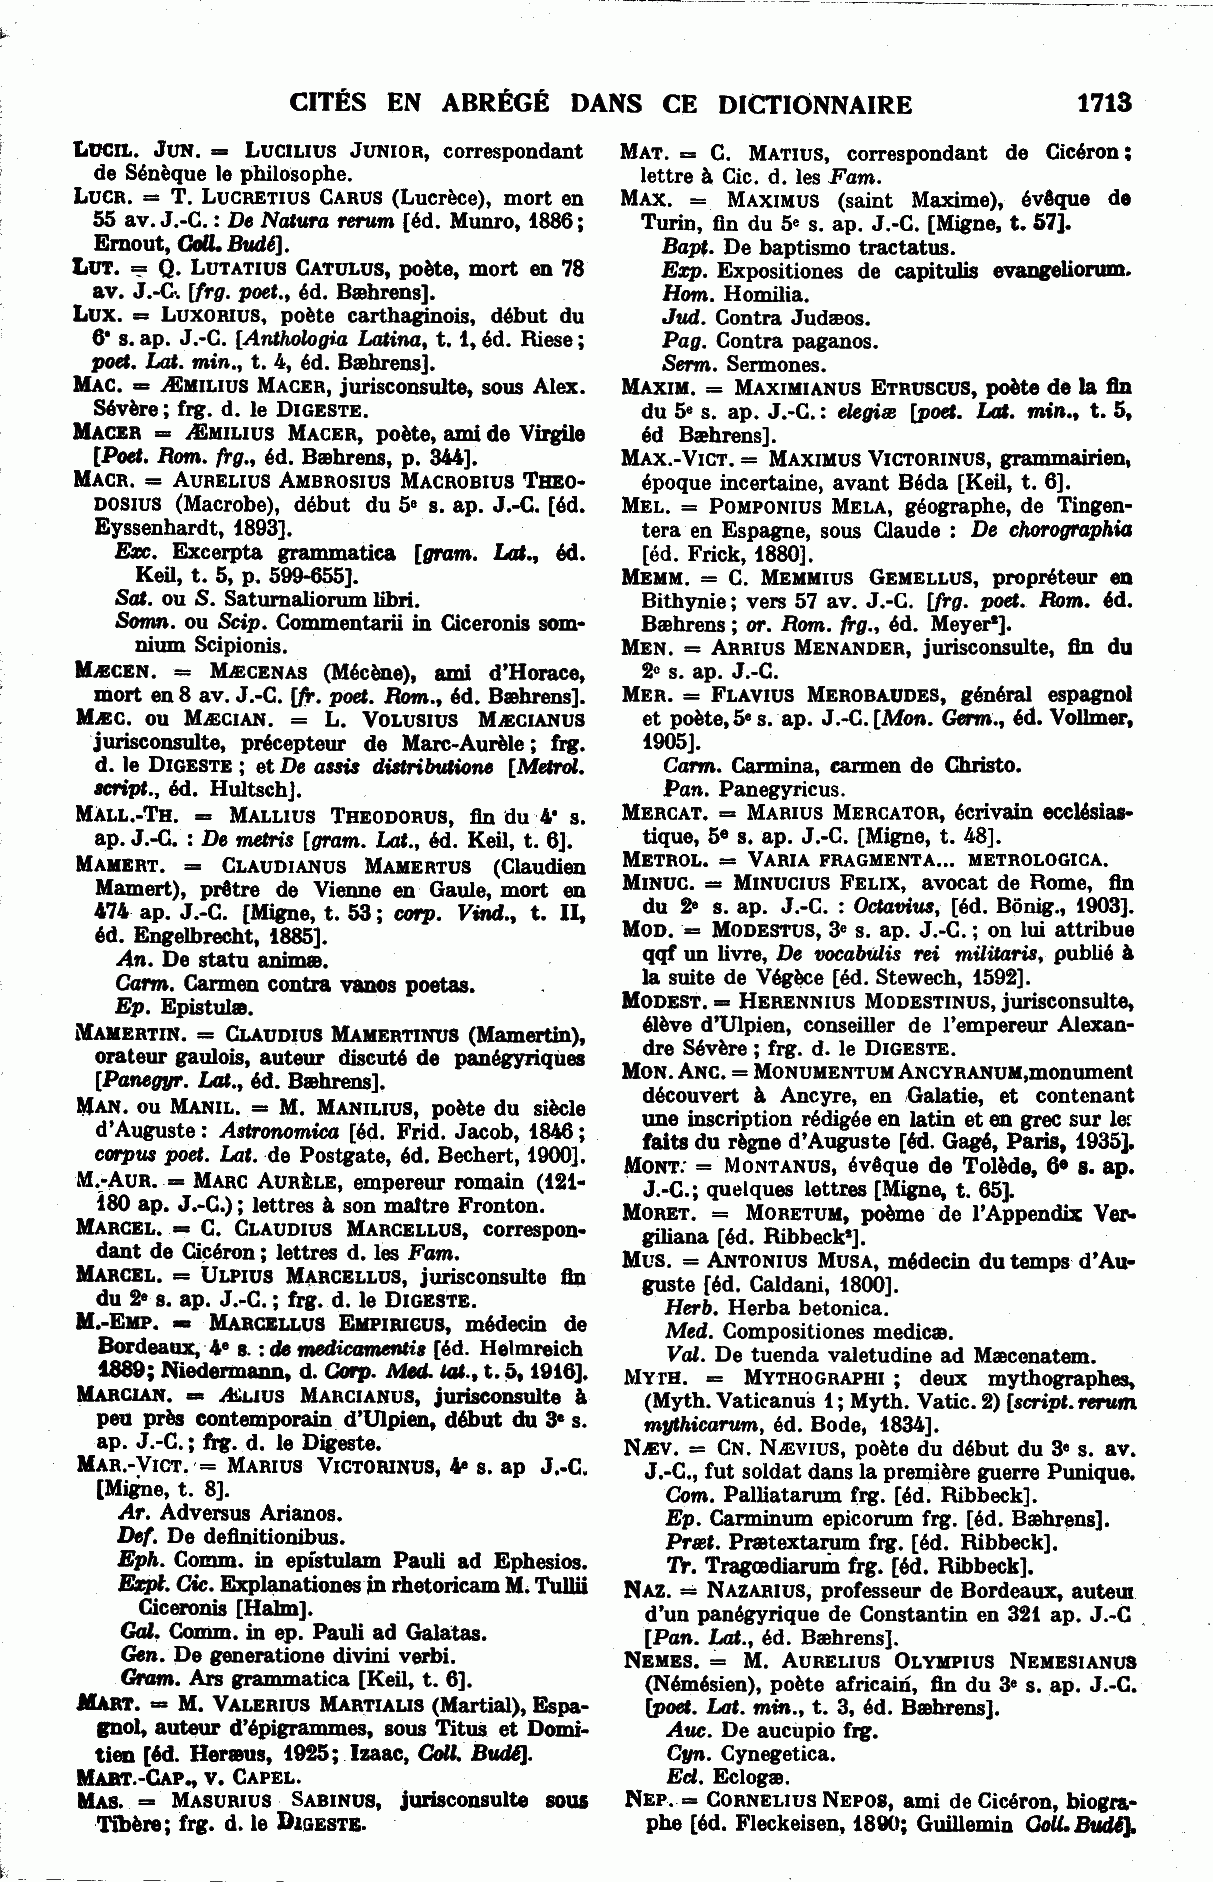 CITÉS EN ABRÉGÉ DANS CE DICTIONNAIRE 1713
LUCIL. JUN. = LUCILIUS JUNIOR, correspondant
de Sénèque le philosophe.
LUCR. = T. LUCRETIUS CARUS (Lucrèce), mort en
55 av. J.-C. : De Natura rerum [éd. Munro, 1886;
Ernout, Coll. Budé].
LUT. = Q. LUTATIUS CATULUS, poète, mort en 78
av. J.-C. [frg. poet., éd. Bæhrens].
LUX. = LUXORIUS, poète carthaginois, début du
6e s. ap. J.-C. [Anthologia Latina, t. 1, éd. Riese;
poet. Lat. min., t. 4, éd. Bæhrens].
MAC. = ÆMILIUS MACER, jurisconsulte, sous Alex.
Sévère; frg. d. le DIGESTE.
MACER = ÆMILIUS MACER, poète, ami de Virgile
[Poet. Rom. frg., éd. Bæhrens, p. 344].
MACR. = AURELIUS AMBROSIUS MACROBIUS THEO-
DOSIUS (Macrobe), début du 5e s. ap. J.-C. [éd.
Eyssenhardt, 1893].
Exc. Excerpta grammatica [gram. Lat., éd.
Keil, t. 5, p. 599-655].
Sat. ou S. Saturnaliorum libri.
Somn. ou Scip. Commentarii in Ciceronis som-
nium Scipionis.
MÆCEN. = MÆCENAS (Mécène), ami d'Horace,
mort en 8 av. J.-C. [fr. poet. Rom., éd. Bæhrens].
MÆC. ou MÆCIAN. = L. VOLUSIUS MÆCIANUS
jurisconsulte, précepteur de Marc-Aurèle; frg.
d. le DIGESTE; et De assis distributione [Metrol.
script., éd. Hultsch].
MALL.-TH. = MALLIUS THEODORUS, fin du 4e s.
ap. J.-C. : De metris [gram. Lat., éd. Keil, t. 6].
MAMERT. = CLAUDIANUS MAMERTUS (Claudien
Mamert), prêtre de Vienne en Gaule, mort en
474 ap. J.-C. [Migne, t. 53; corp. Vind., t. II,
éd. Engelbrecht, 1885].
An. De statu animæ.
Carm. Carmen contra vanos poetas.
Ep. Epistulæ.
MAMERTIN. = CLAUDIUS MAMERTINUS (Mamertin),
orateur gaulois, auteur discuté de panégyriques
[Panegyr. Lat., éd. Bæhrens].
MAN. ou MANIL. = M. MANILIUS, poète du siècle
d'Auguste: Astronomica [éd. Frid. Jacob, 1846;
corpus poet. Lat. de Postgate, éd. Bechert, 1900].
M.-AUR. = MARC AURÈLE, empereur romain (121-
180 ap. J.-C.); lettres à son maître Fronton.
MARCEL. = C. CLAUDIUS MARCELLUS, correspon-
dant de Cicéron; lettres d. les Fam.
MARCEL. = ULPIUS MARCELLUS, jurisconsulte fin
du 2e s. ap. J.-C.; frg. d. le DIGESTE.
M.-EMP. = MARCELLUS EMPIRICUS, médecin de
Bordeaux, 4e s. : de medicamentis [éd. Helmreich
1889; Niedermann, d. Corp. Med. lat., t. 5, 1916].
MARCIAN. = ÆLIUS MARCIANUS, jurisconsulte à
peu près contemporain d'Ulpien, début du 3e s.
ap. J.-C.; frg. d. le Digeste.
MAR.-VICT. = MARIUS VICTORINUS, 4e s. ap J.-C.
[Migne, t. 8].
Ar. Adversus Arianos.
Def. De definitionibus.
Eph. Comm. in epistulam Pauli ad Ephesios.
Expl. Cic. Explanationes in rhetoricam M. Tullii
Ciceronis [Halm].
Gal. Comm. in ep. Pauli ad Galatas.
Gen. De generatione divini verbi.
Gram. Ars grammatica [Keil, t. 6].
MART. = M. VALERIUS MARTIALIS (Martial), Espa-
gnol, auteur d'épigrammes, sous Titus et Domi-
tien [éd. Heræus, 1925; Izaac, Coll. Budé].
MART.-CAP., V. CAPEL.
MAS. = MASURIUS SABINUS, jurisconsulte sous
Tibère; frg. d. le DIGESTE.
MAT. = C. MATIUS, correspondant de Cicéron;
lettre à Cic. d. les Fam.
MAX. = MAXIMUS (saint Maxime), évêque de
Turin, fin du 5e s. ap. J.-C. [Migne, t. 57].
Bapt. De baptismo tractatus.
Exp. Expositiones de capitulis evangeliorum.
Hom. Homilia.
Jud. Contra Judæos.
Pag. Contra paganos.
Serm. Sermones.
MAXIM. = MAXIMIANUS ETRUSCUS, poète de la fin
du 5e s. ap. J.-C.: elegiæ [poet. Lat. min., t. 5,
éd Bæhrens].
MAX.-VICT. = MAXIMUS VICTORINUS, grammairien,
époque incertaine, avant Béda [Keil, t. 6].
MEL. = POMPONIUS MELA, géographe, de Tingen-
tera en Espagne, sous Claude : De chorographia
[éd. Frick, 1880].
MEMM. = C. MEMMIUS GEMELLUS, propréteur en
Bithynie; vers 57 av. J.-C. [frg. poet. Rom. éd.
Bæhrens; or. Rom. frg., éd. Meyer²].
MEN. = ARRIUS MENANDER, jurisconsulte, fin du
2e s. ap. J.-C.
MER. = FLAVIUS MEROBAUDES, général espagnol
et poète, 5e s. ap. J.-C. [Mon. Germ., éd. Vollmer,
1905].
Carm. Carmina, carmen de Christo.
Pan. Panegyricus.
MERCAT. = MARIUS MERCATOR, écrivain ecclésias-
tique, 5e s. ap. J.-C. [Migne, t. 48].
METROL. = VARIA FRAGMENTA... METROLOGICA.
MINUC. = MINUCIUS FELIX, avocat de Rome, fin
du 2e s. ap. J.-C. : Octavius, [éd. Bönig., 1903].
MOD. = MODESTUS, 3e s. ap. J.-C.; on lui attribue
qqf un livre, De vocabulis rei militaris, publié à
la suite de Végèce [éd. Stewech, 1592].
MODEST. = HERENNIUS MODESTINUS, jurisconsulte,
élève d'Ulpien, conseiller de l'empereur Alexan-
dre Sévère; frg. d. le DIGESTE.
MON. ANC. = MONUMENTUM ANCYRANUM, monument
découvert à Ancyre, en Galatie, et contenant
une inscription rédigée en latin et en grec sur les
faits du règne d'Auguste [éd. Gagé, Paris, 1935].
MONT. = MONTANUS, évêque de Tolède, 6e s. ap.
J.-C.; quelques lettres [Migne, t. 65].
MORET. = MORETUM, poème de l'Appendix Ver-
giliana [éd. Ribbeck²].
MUS. = ANTONIUS MUSA, médecin du temps d'Au-
guste [éd. Caldani, 1800].
Herb. Herba betonica.
Med. Compositiones medicæ.
Val. De tuenda valetudine ad Mæcenatem.
MYTH. = MYTHOGRAPHI ; deux mythographes,
(Myth. Vaticanus 1; Myth. Vatic. 2) [script. rerum
mythicarum, éd. Bode, 1834].
NÆV. = CN. NÆVIUS, poète du début du 3e s. av.
J.-C., fut soldat dans la première guerre Punique.
Com. Palliatarum frg. [éd. Ribbeck].
Ep. Carminum epicorum frg. [éd. Bæhrens].
Præt. Prætextarum frg. [éd. Ribbeck].
Tr. Tragœdiarum frg. [éd. Ribbeck].
NAZ. = NAZARIUS, professeur de Bordeaux, auteur
d'un panégyrique de Constantin en 321 ap. J.-C
[Pan. Lat., éd. Bæhrens].
NEMES. = M. AURELIUS OLYMPIUS NEMESIANUS
(Némésien), poète africain, fin du 3e s. ap. J.-C.
[poet. Lat. min., t. 3, éd. Bæhrens].
Auc. De aucupio frg.
Cyn. Cynegetica.
Ecl. Eclogæ.
NEP. = CORNELIUS NEPOS, ami de Cicéron, biogra-
phe [éd. Fleckeisen, 1890; Guillemin Coll. Budé].